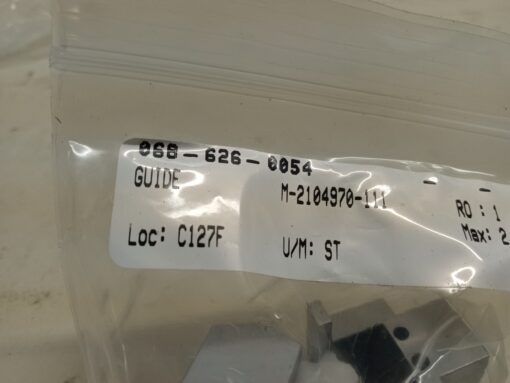 068-626-0054
GUIDE M-2104970-111 RO : 1
Loc: C127F U/M: ST Max: 2